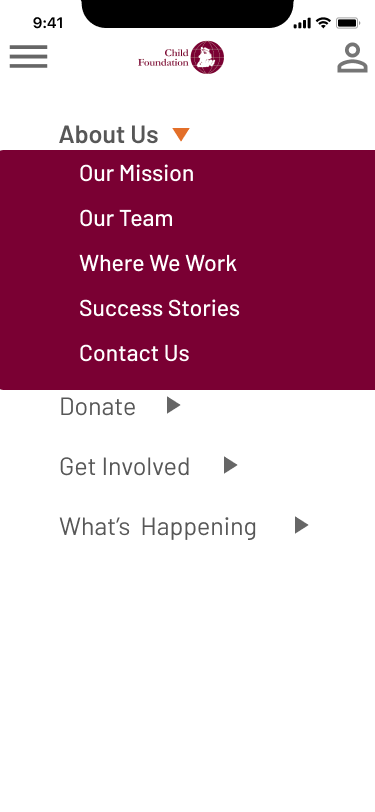 9:41
Child
Foundation
About Us
Our Mission
Our Team
Where We Work
Success Stories
Contact Us
Donate
Get Involved
What’s Happening